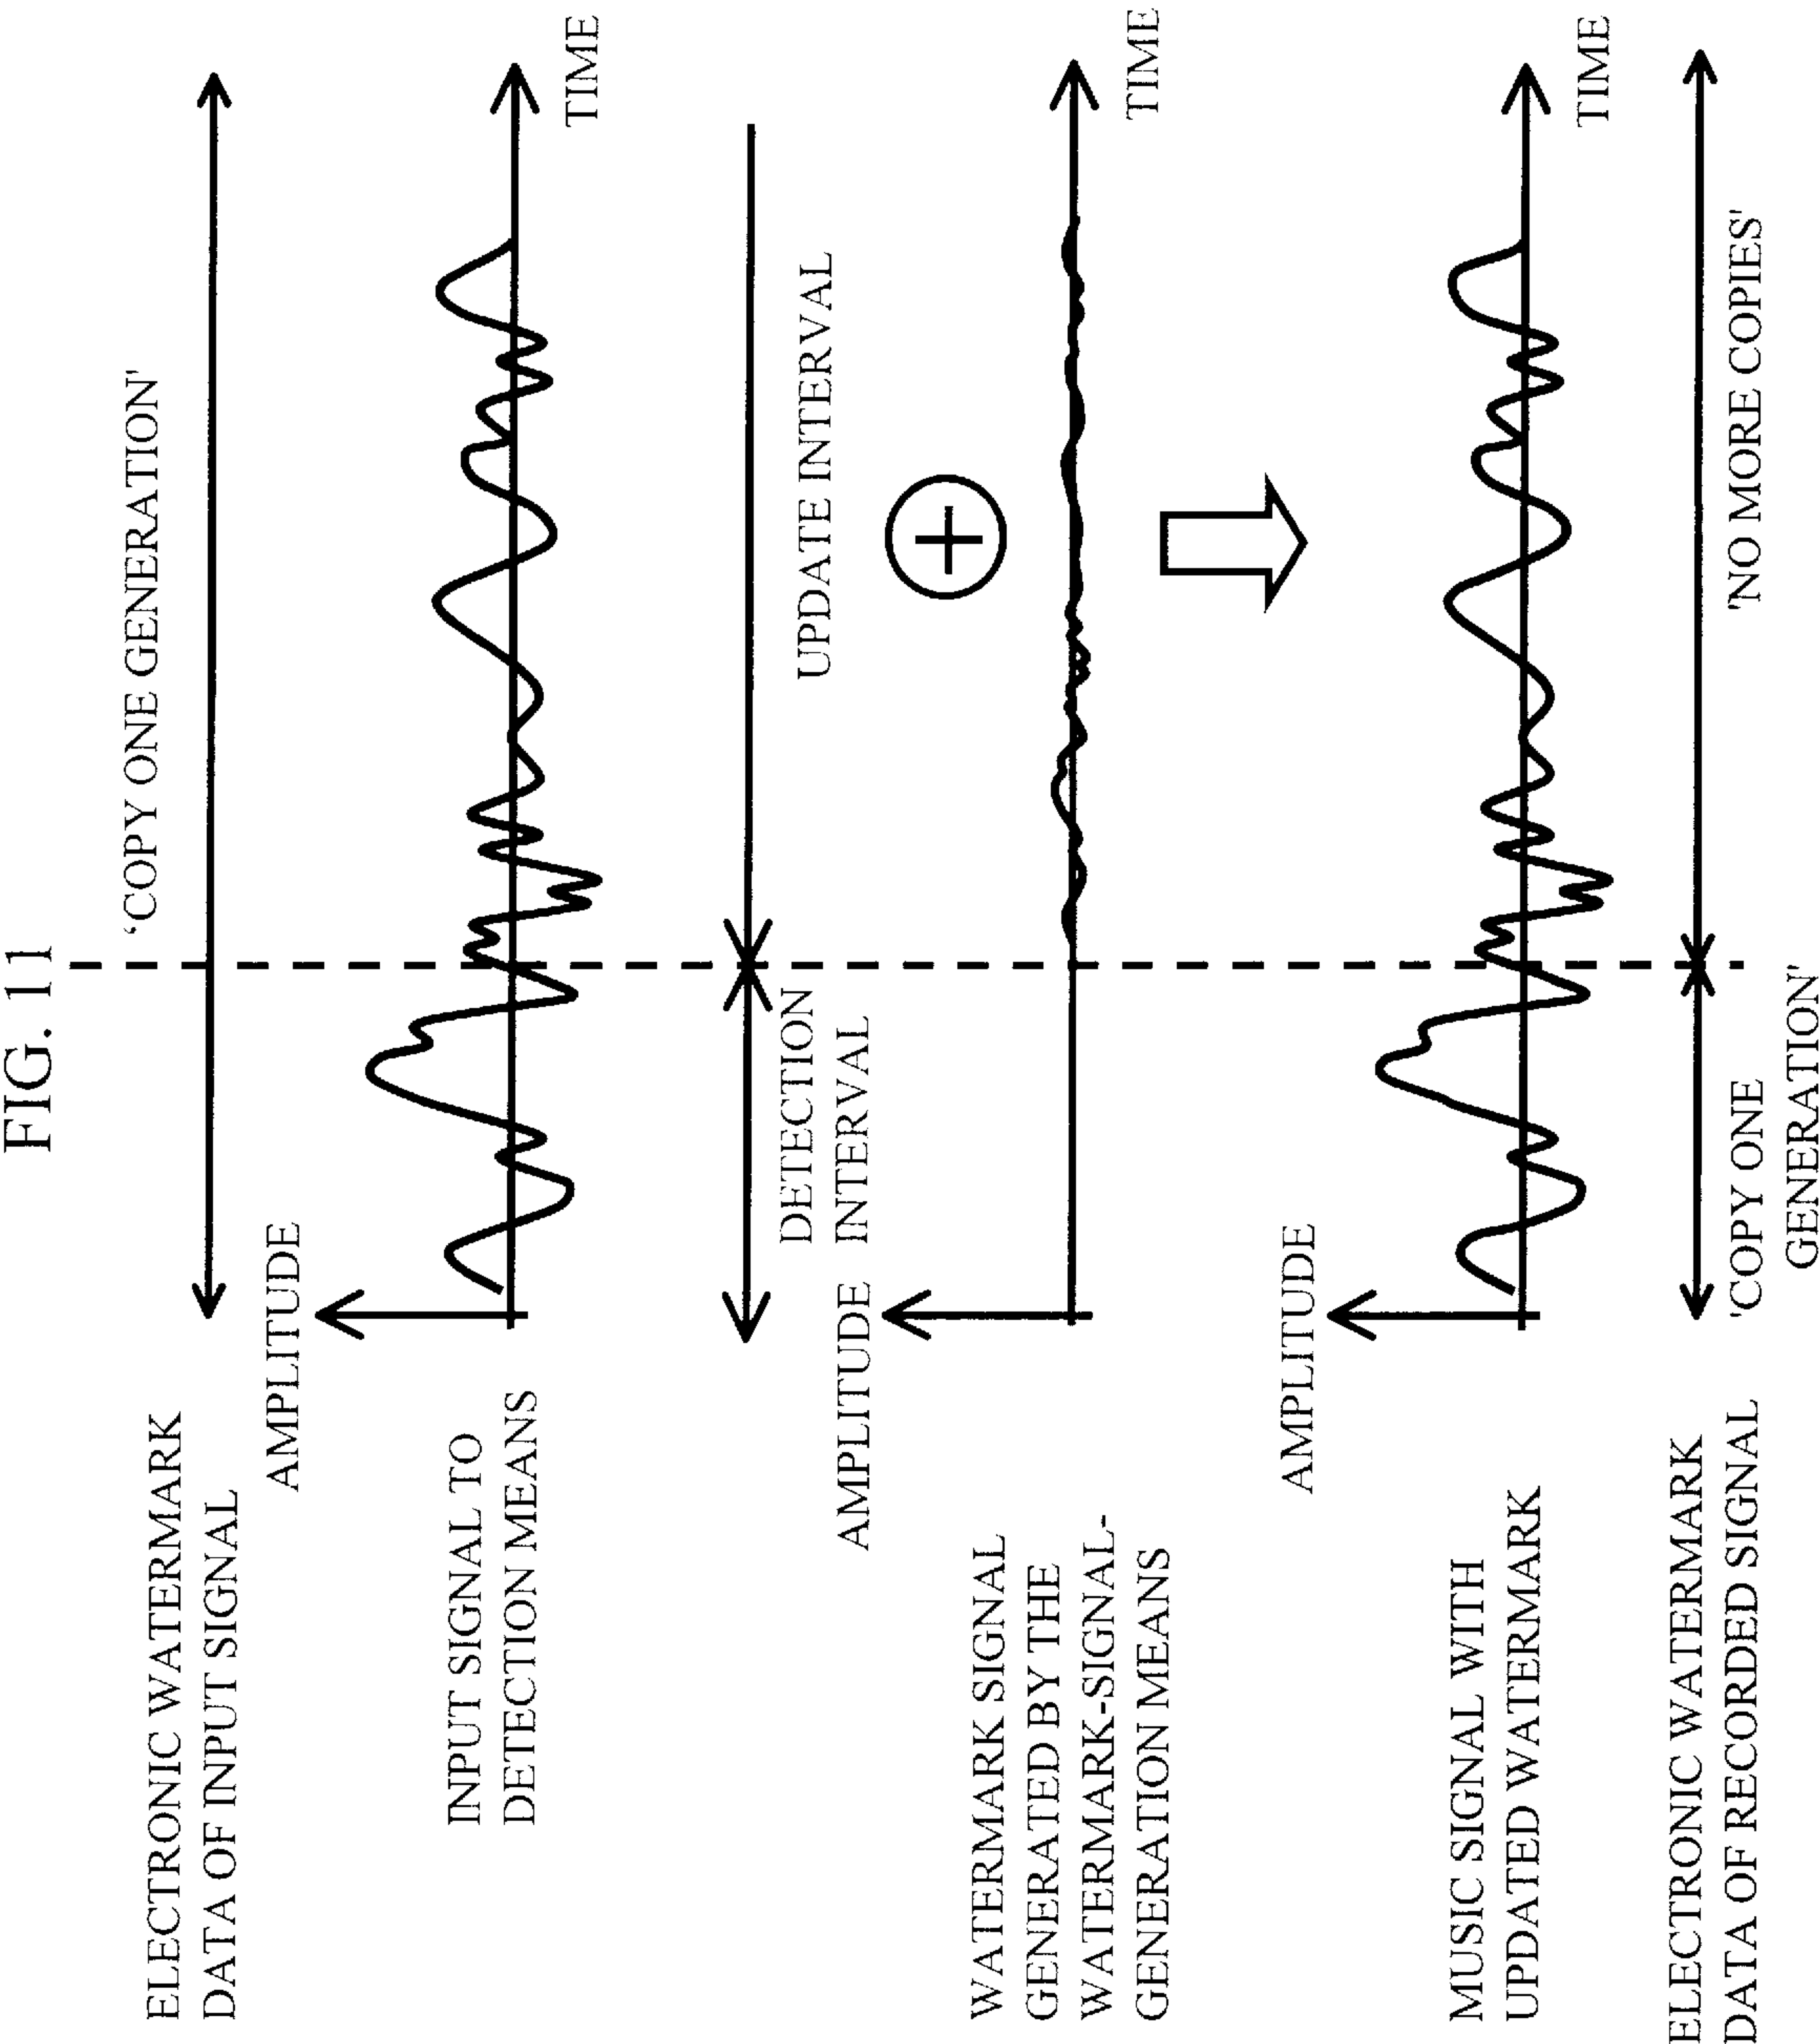 FIG. 11
ELECTRONIC WATERMARK
DATA OF INPUT SIGNAL
'COPY ONE GENERATION'
AMPLITUDE
INPUT SIGNAL TO
DETECTION MEANS
TIME
DETECTION
INTERVAL
UPDATE INTERVAL
AMPLITUDE
+
WATERMARK SIGNAL
GENERATED BY THE
WATERMARK-SIGNAL-
GENERATION MEANS
TIME
AMPLITUDE
MUSIC SIGNAL WITH
UPDATED WATERMARK
TIME
ELECTRONIC WATERMARK
DATA OF RECORDED SIGNAL
'COPY ONE
GENERATION'
'NO MORE COPIES'